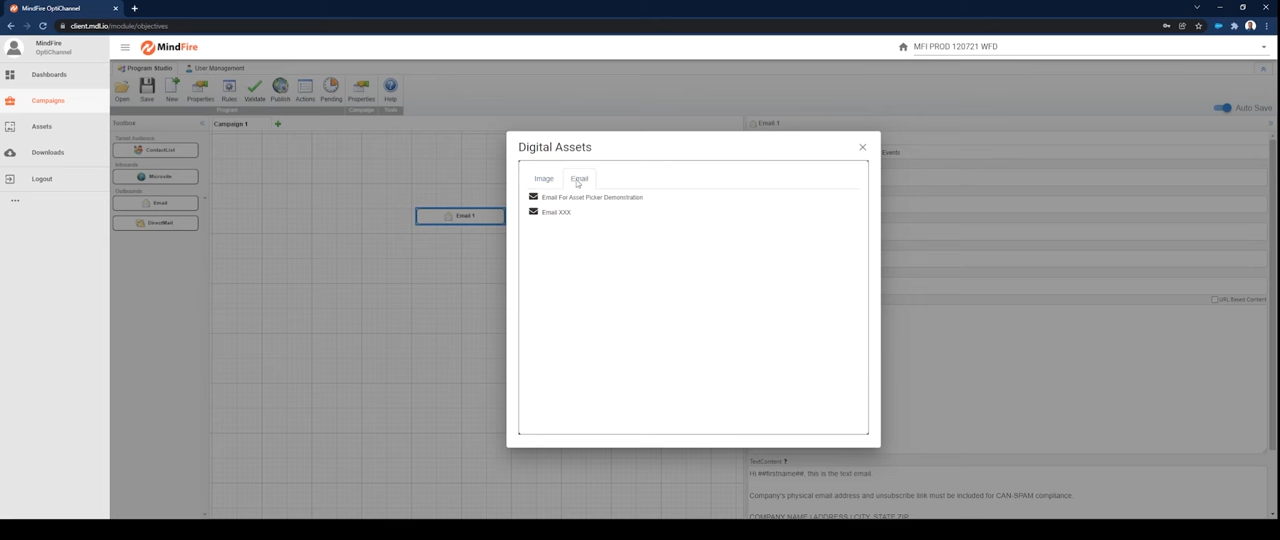 MindFire OptiChannel
client.mdl.io/module/objectives
MindFire
OptiChannel
MindFire
MFI PROD 120721 WFD
Dashboards
Campaigns
Assets
Downloads
Logout
Program Studio
User Management
Open
Save
New
Properties
Rules
Validate
Publish
Actions
Pending
Properties
Help
Program
Campaign
Tools
Auto Save
Toolbox
Campaign 1
Email 1
Target Audience
ContactList
Inbounds
Microsite
Outbounds
Email
DirectMail
Email 1
Events
URL Based Content
Digital Assets
Image
Email
Email For Asset Picker Demonstration
Email XXX
TextContent ?
Hi ##firstname##, this is the text email.
Company's physical email address and unsubscribe link must be included for CAN-SPAM compliance.
COMPANY NAME / ADDRESS / CITY, STATE ZIP